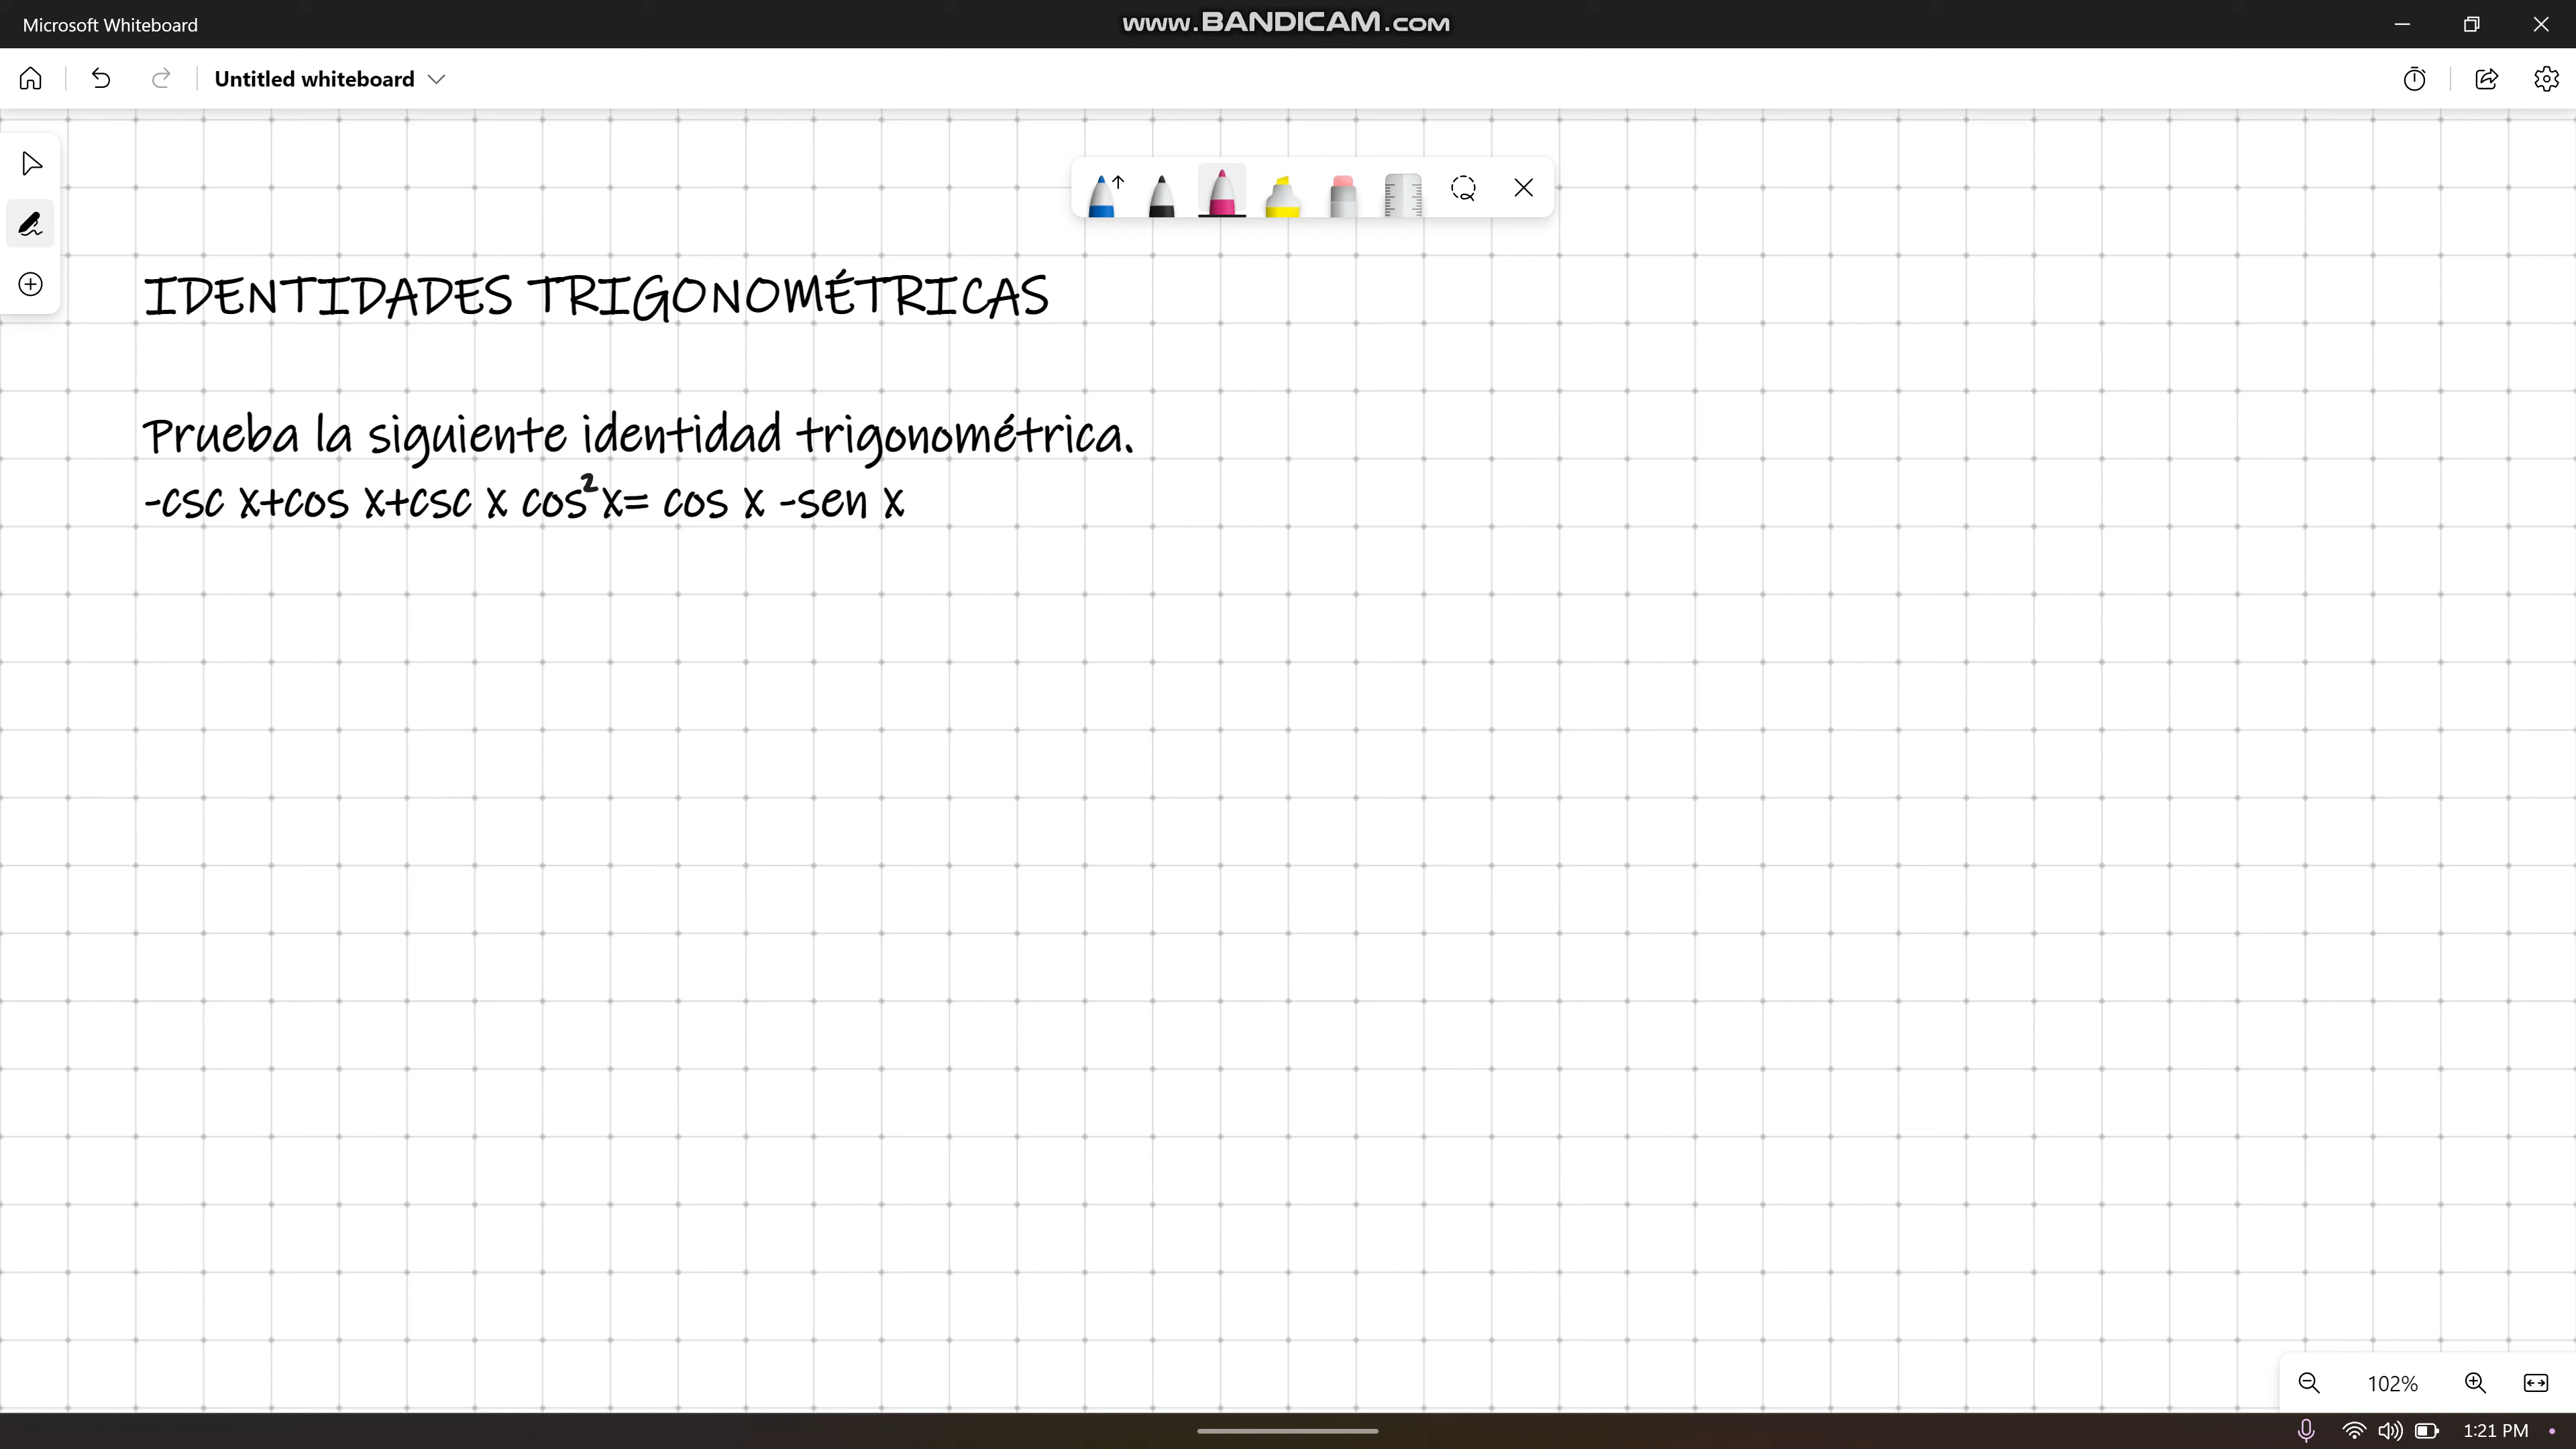 Microsoft Whiteboard
www.BANDICAM.com
Untitled whiteboard
IDENTIDADES TRIGONOMÉTRICAS
Prueba la siguiente identidad trigonométrica.
-csc x+cos x+csc x cos²x= cos x -sen x
102%
1:21 PM